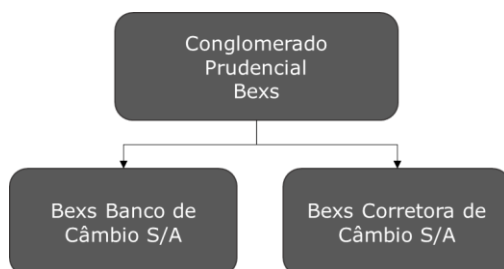 Conglomerado
Prudencial
Bexs
Bexs Banco de
Câmbio S/A
Bexs Corretora de
Câmbio S/A